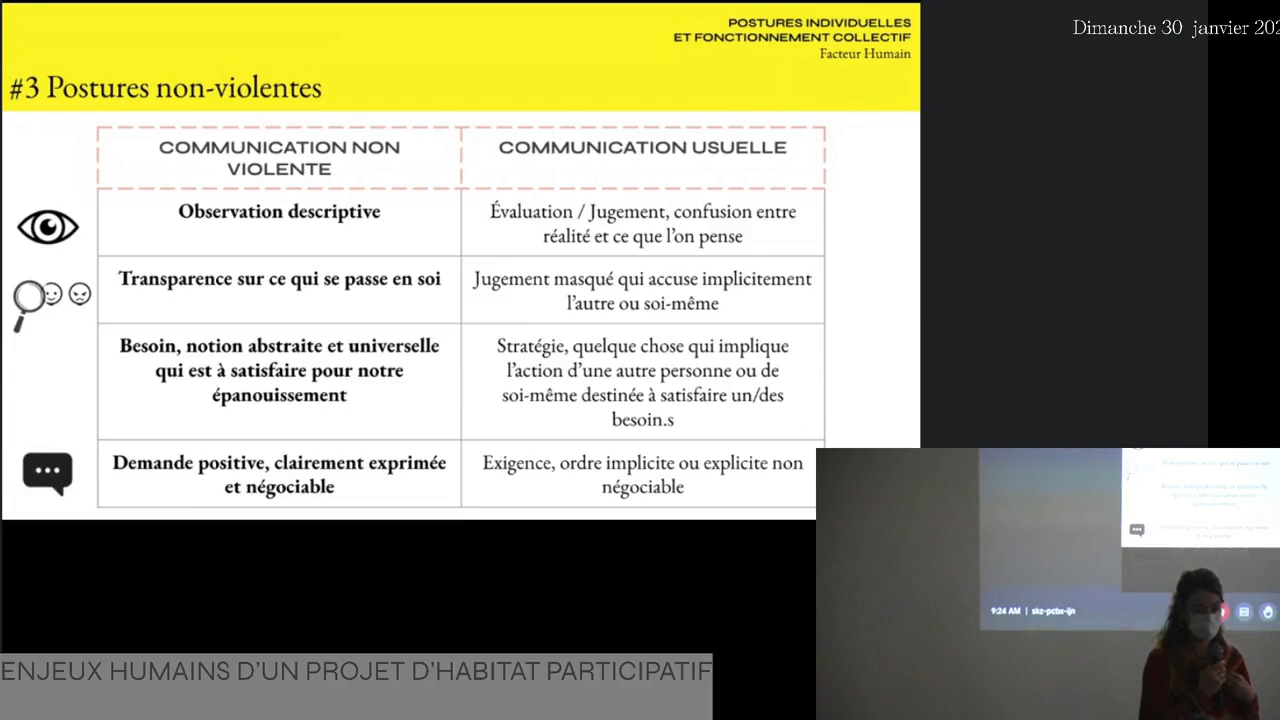 POSTURES INDIVIDUELLES
ET FONCTIONNEMENT COLLECTIF
Facteur Humain
Dimanche 30 janvier 202
#3 Postures non-violentes
COMMUNICATION NON
VIOLENTE
COMMUNICATION USUELLE
Observation descriptive
Évaluation / Jugement, confusion entre
réalité et ce que l'on pense
Transparence sur ce qui se passe en soi
Jugement masqué qui accuse implicitement
l'autre ou soi-même
Besoin, notion abstraite et universelle
qui est à satisfaire pour notre
épanouissement
Stratégie, quelque chose qui implique
l'action d'une autre personne ou de
soi-même destinée à satisfaire un/des
besoin.s
Demande positive, clairement exprimée
et négociable
Exigence, ordre implicite ou explicite non
négociable
9:24 AM | skz-pcbx-ijn
ENJEUX HUMAINS D'UN PROJET D'HABITAT PARTICIPATIF